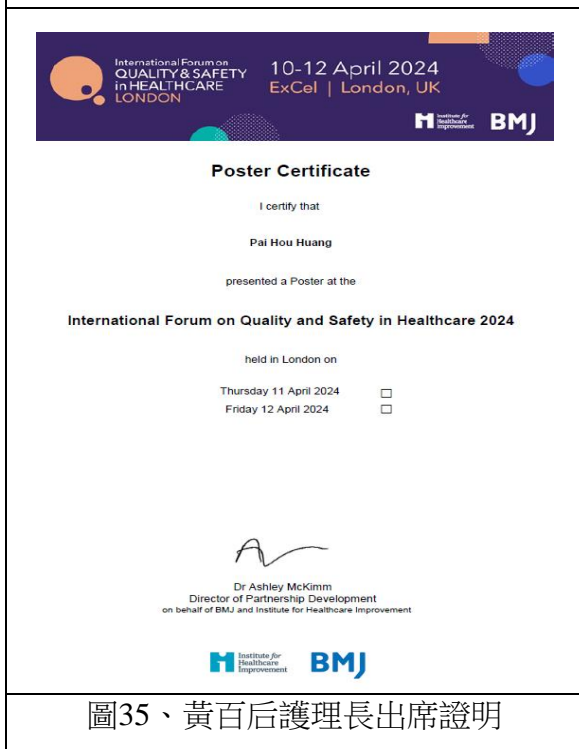 International Forum on
QUALITY & SAFETY
in HEALTHCARE
LONDON
10-12 April 2024
ExCel | London, UK
Institute for
Healthcare
Improvement
BMJ
Poster Certificate
I certify that
Pai Hou Huang
presented a Poster at the
International Forum on Quality and Safety in Healthcare 2024
held in London on
Thursday 11 April 2024 ☐
Friday 12 April 2024 ☐
Dr Ashley McKimm
Director of Partnership Development
on behalf of BMJ and Institute for Healthcare Improvement
Institute for
Healthcare
Improvement
BMJ
圖35、黃百后護理長出席證明